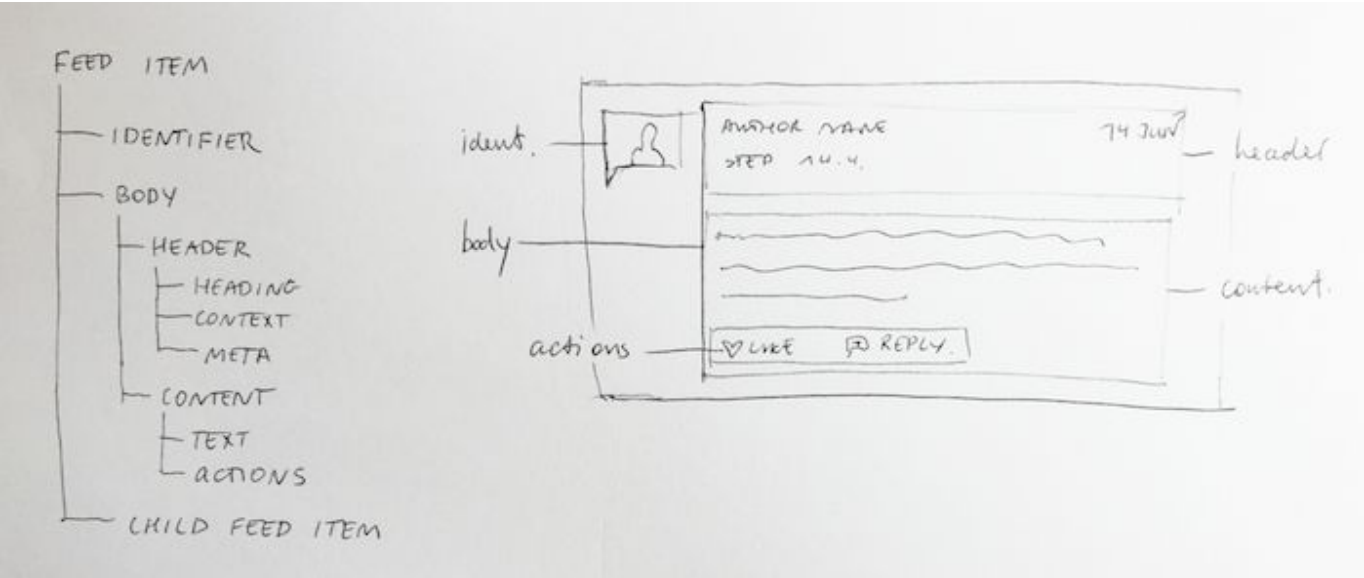 FEED ITEM
IDENTIFIER
BODY
HEADER
HEADING
CONTEXT
META
CONTENT
TEXT
ACTIONS
CHILD FEED ITEM
ident.
AUTHOR NAME
14 JUN
STEP 14.4.
header
body
content.
actions
LIKE
REPLY.